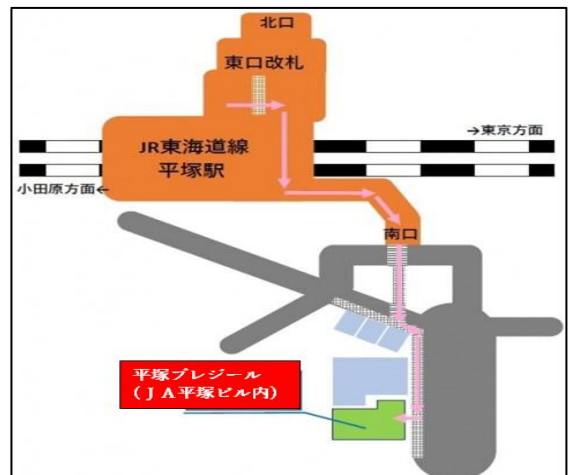 北口
東口改札
→東京方面
JR東海道線
平塚駅
小田原方面←
南口
平塚プレジール
(JA平塚ビル内)